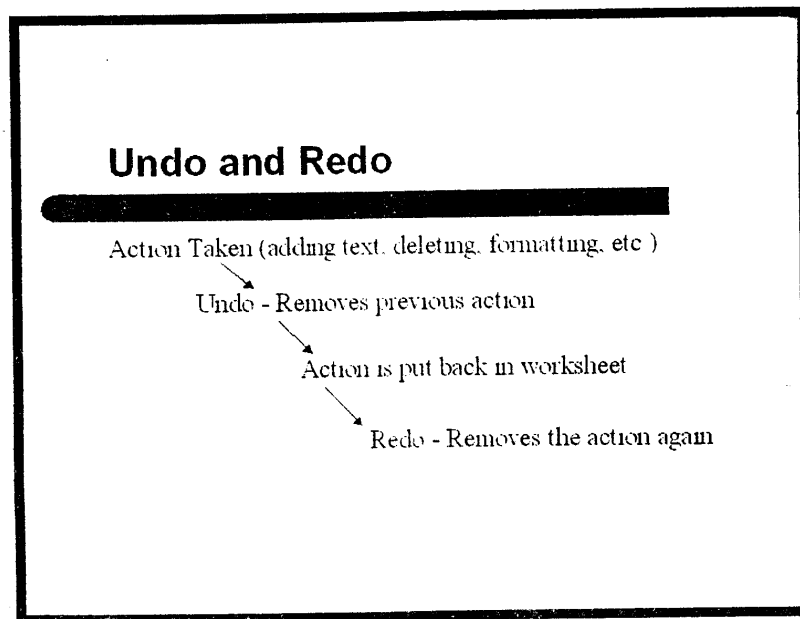 Undo and Redo
Action Taken (adding text, deleting, formatting, etc )
Undo - Removes previous action
Action is put back in worksheet
Redo - Removes the action again